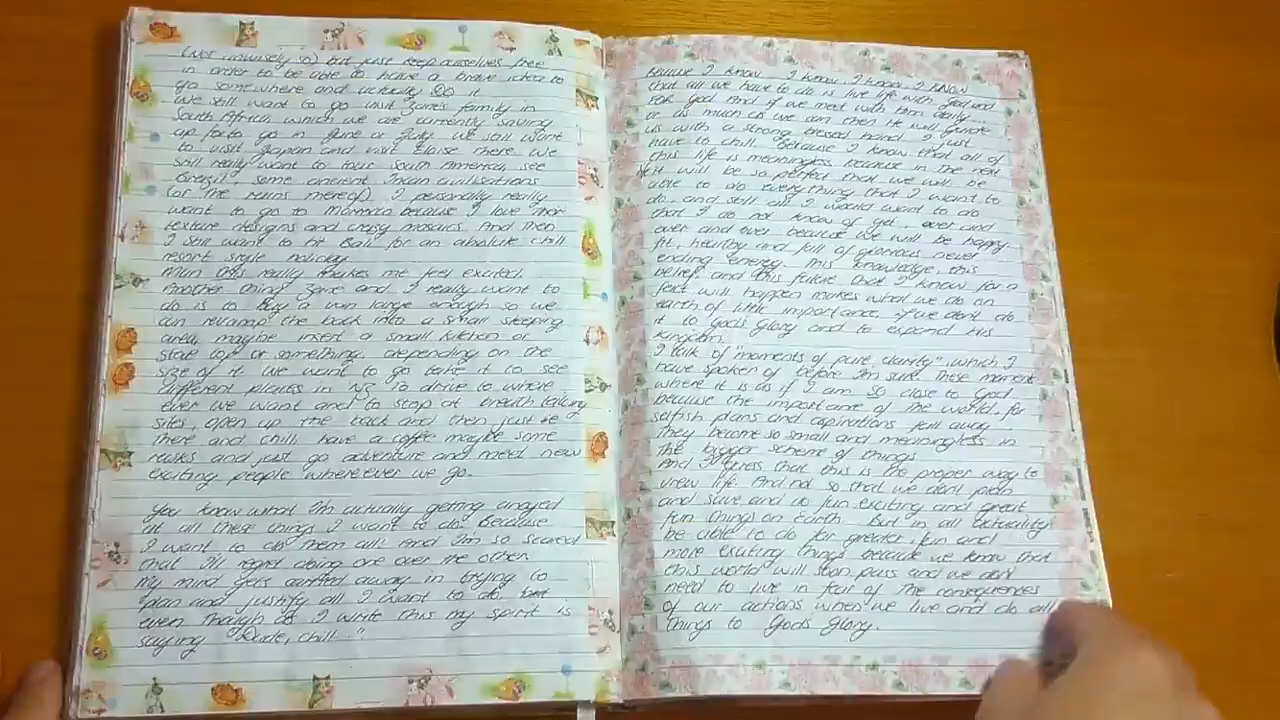 (not unwisely so) but just keep ourselves free
in order to be able to have a brave idea to
go somewhere and actually DO it.
We still want to go visit Zane's family in
South Africa which we are currently saving
up for to go in June or July. We still want
to visit Japan and visit Eloise there. We
still really want to tour South America, see
Brazil, some ancient Incan civilisations
(or the ruins thereof). I personally really
want to go to Morroco because I love their
texture designs and crazy mosaics. And then
I still want to hit Bali for an absolute chill
resort style holiday.
Mun this really makes me feel excited.
Another thing Zane and I really want to
do is to buy a van large enough so we
can revamp the back into a small sleeping
area, maybe insert a small kitchen or
stove top or something, depending on the
size of it. We want to go take it to see
different places in NZ. To drive to where
ever we want and to stop at breath taking
sites, open up the back and then just be
there and chill, have a coffee maybe some
rusks and just go adventure and meet new
exciting people wherever we go.
You know what I'm actually getting anoyed
at all these things I want to do. Because
I want to do them all! And I'm so scared
that I'll regret doing one over the other.
My mind gets carried away in trying to
plan and justify all I want to do.
even though as I write this my spirit is
saying "Dude, chill."
Because I know. I know, I know, I KNOW
that all we have to do is live life with God and
FOR God. And if we meet with him daily
or as much as we can then He will guide
us with a strong blessed hand. I just
have to chill. Because I know that all of
this life is meaningless because in the next
it will be so perfect that we will be
able to do everything that I want to
do, and still all I would want to do
that I do not know of yet, over and
over and over because we will be happy,
fit, healthy and full of glorious never
ending energy. This knowledge, this
belief and this future that I know for a
fact will happen makes what we do on
earth of little importance, if we don't do
it to God's glory and to expand His
Kingdom.
I talk of "moments of pure clarity", which I
have spoken of before I'm sure. These moments
where it is as if I am SO close to God
because the importance of the world, for
selfish plans and aspirations fall away.
They become so small and meaningless in
the bigger scheme of things.
And I guess that this is the proper way to
view life. And not so that we don't plan
and save and do fun exciting and great
fun things on Earth. But in all actuality
be able to do far greater, fun and
more exciting things because we know that
this world will soon pass and we don't
need to live in fear of the consequences
of our actions when we live and do all
things to Gods Glory.